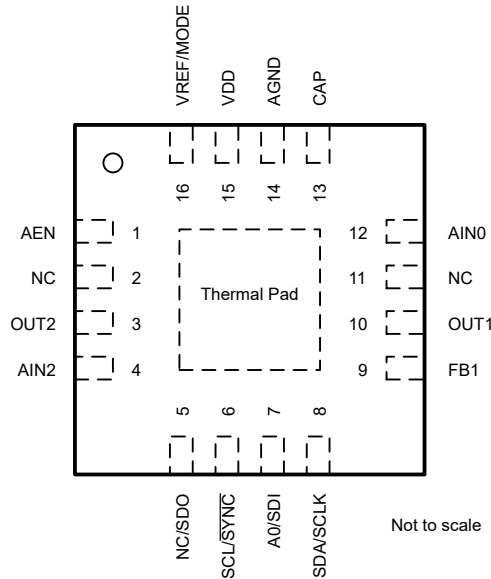 VREF/MODE
VDD
AGND
CAP
16
15
14
13
AEN 1
12 AIN0
NC 2
11 NC
Thermal Pad
OUT2 3
10 OUT1
AIN2 4
9 FB1
5
6
7
8
NC/SDO
SCL/SYNC
A0/SDI
SDA/SCLK
Not to scale